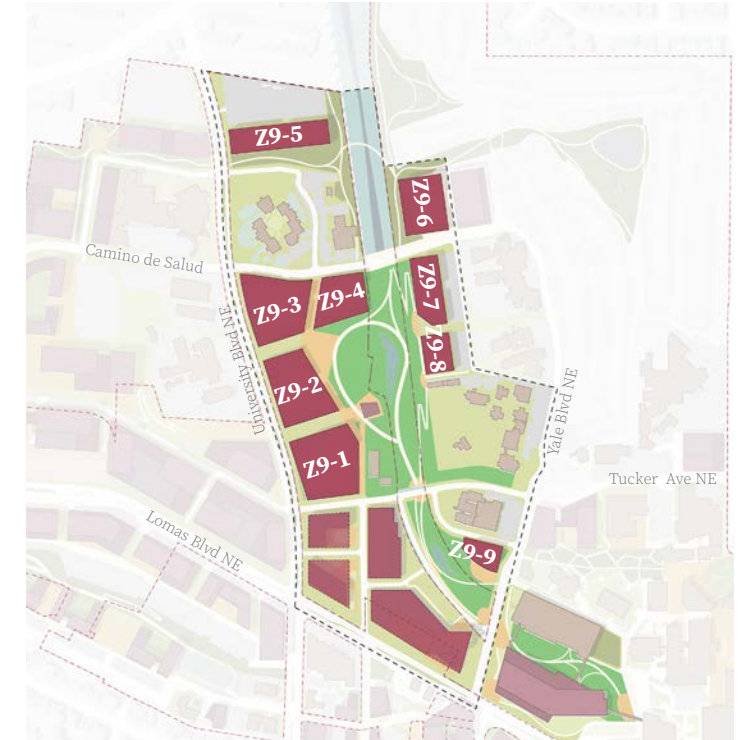 Z9-5
Z9-6
Camino de Salud
Z9-7
Z9-4
Z9-3
University Blvd NE
Z9-8
Z9-2
Yale Blvd NE
Z9-1
Tucker Ave NE
Lomas Blvd NE
Z9-9